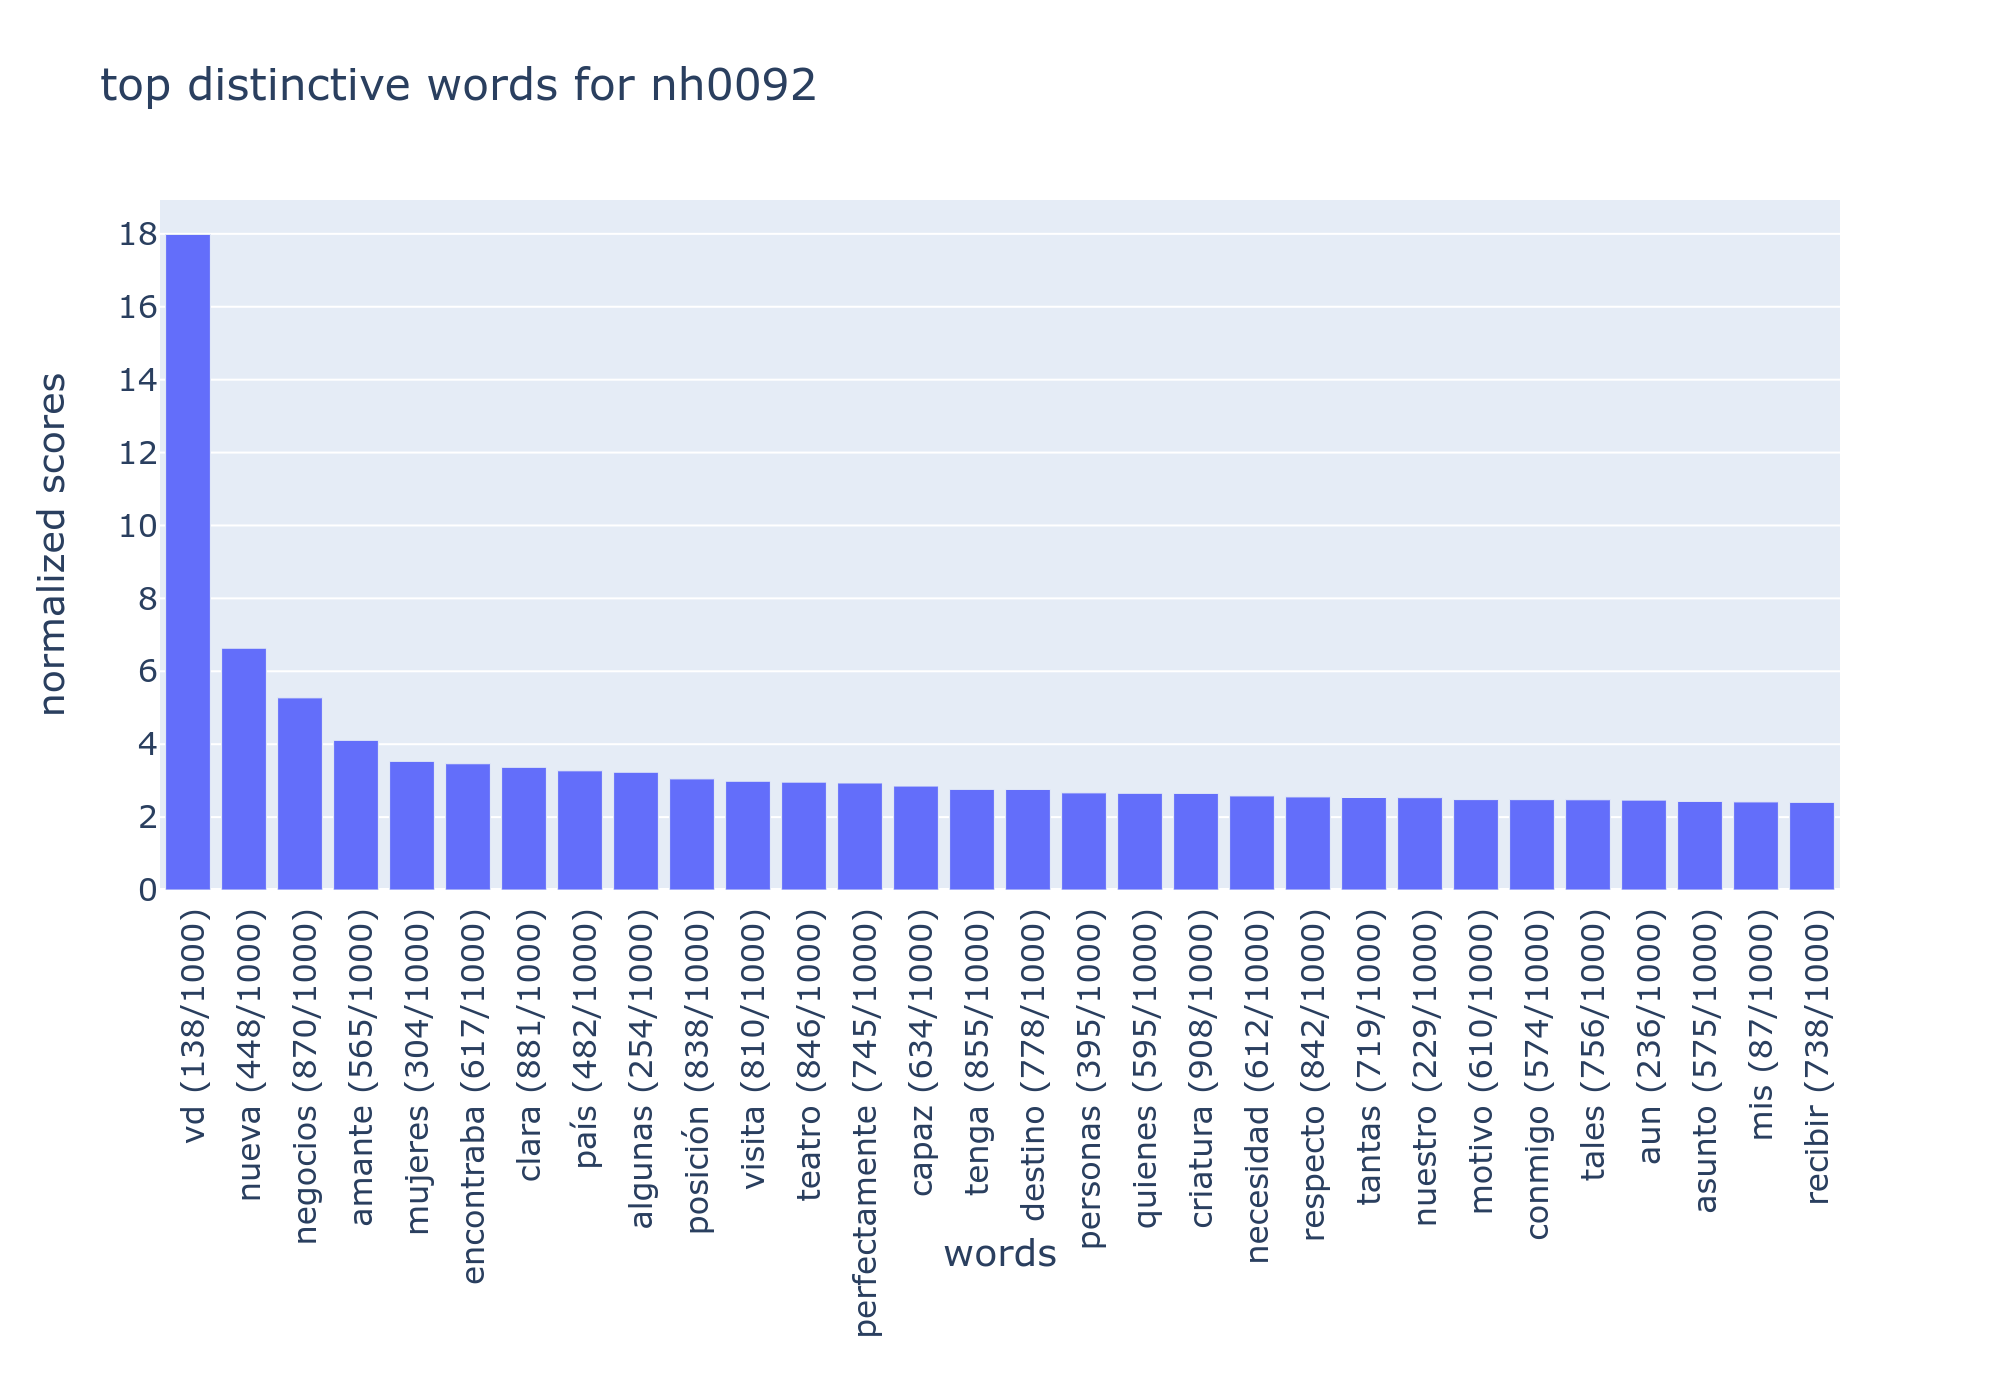 top distinctive words for nh0092
normalized scores
18
16
14
12
10
8
6
4
2
0
vd (138/1000)
nueva (448/1000)
negocios (870/1000)
amante (565/1000)
mujeres (304/1000)
encontraba (617/1000)
clara (881/1000)
país (482/1000)
algunas (254/1000)
posición (838/1000)
visita (810/1000)
teatro (846/1000)
perfectamente (745/1000)
capaz (634/1000)
tenga (855/1000)
destino (778/1000)
personas (395/1000)
quienes (595/1000)
criatura (908/1000)
necesidad (612/1000)
respecto (842/1000)
tantas (719/1000)
nuestro (229/1000)
motivo (610/1000)
conmigo (574/1000)
tales (756/1000)
aun (236/1000)
asunto (575/1000)
mis (87/1000)
recibir (738/1000)
words